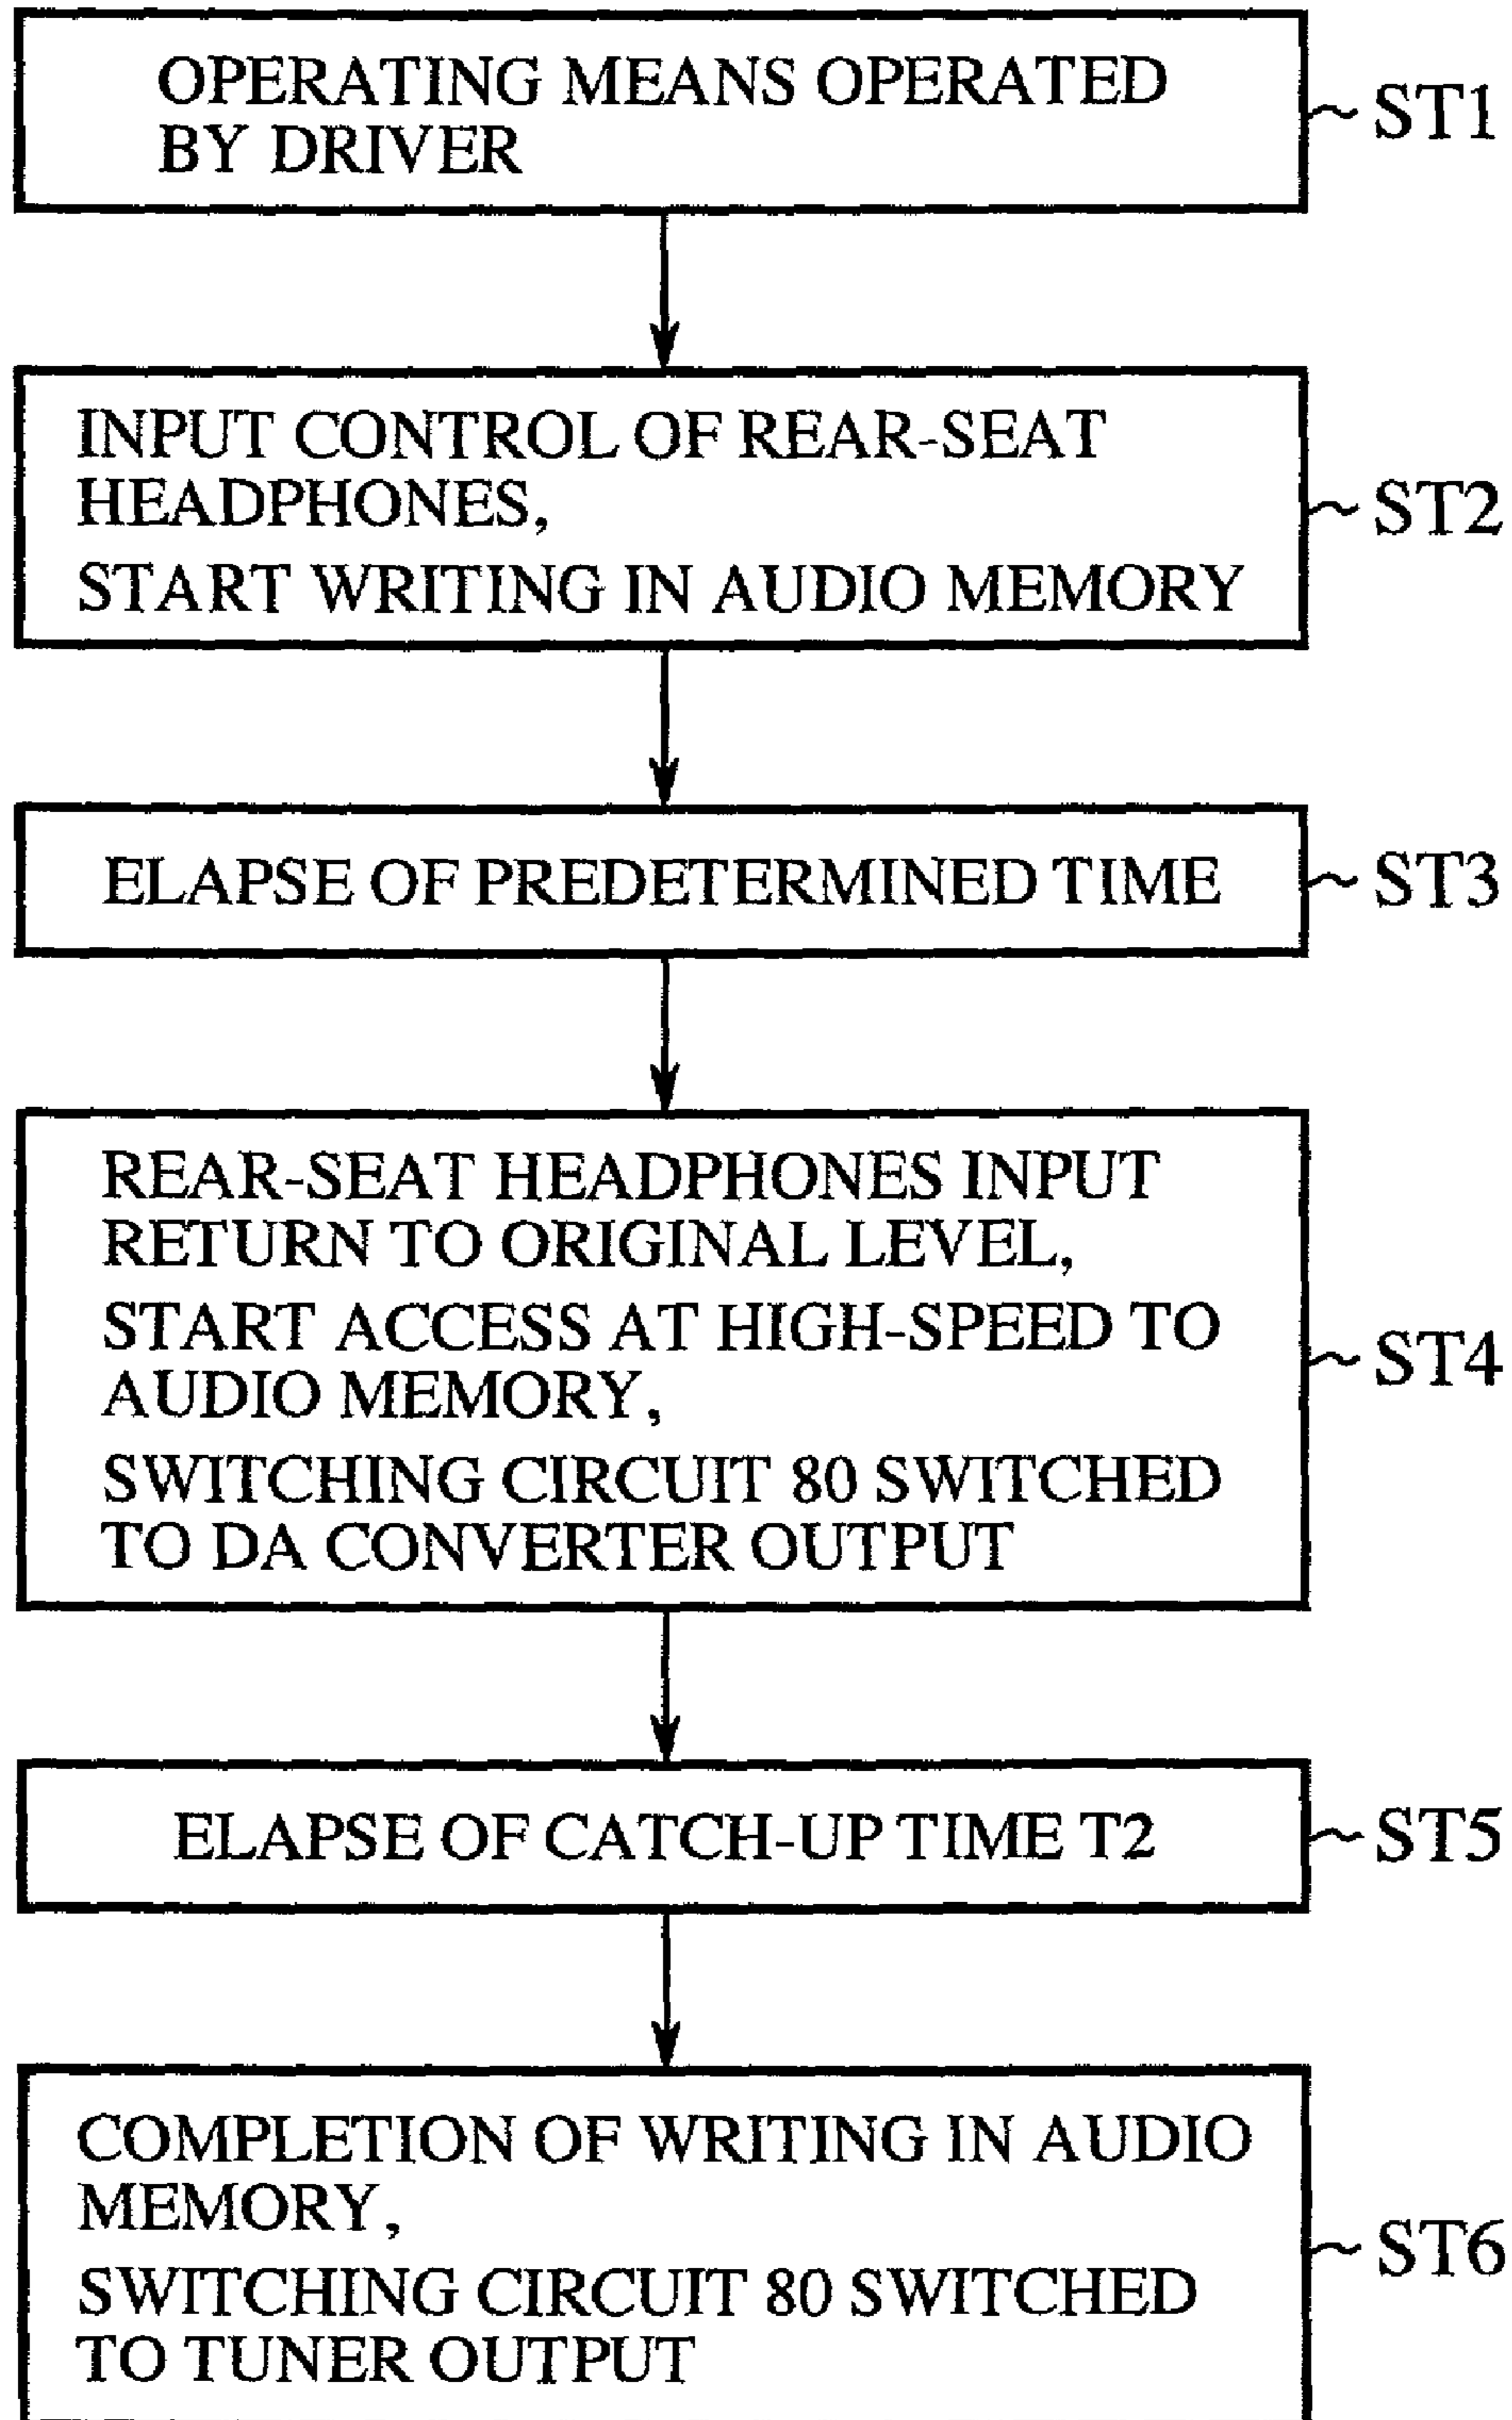 OPERATING MEANS OPERATED
BY DRIVER
ST1
INPUT CONTROL OF REAR-SEAT
HEADPHONES,
START WRITING IN AUDIO MEMORY
ST2
ELAPSE OF PREDETERMINED TIME
ST3
REAR-SEAT HEADPHONES INPUT
RETURN TO ORIGINAL LEVEL,
START ACCESS AT HIGH-SPEED TO
AUDIO MEMORY,
SWITCHING CIRCUIT 80 SWITCHED
TO DA CONVERTER OUTPUT
ST4
ELAPSE OF CATCH-UP TIME T2
ST5
COMPLETION OF WRITING IN AUDIO
MEMORY,
SWITCHING CIRCUIT 80 SWITCHED
TO TUNER OUTPUT
ST6